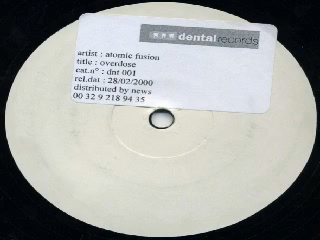 dental records
artist : atomic fusion
title : overdose
cat.n° : dnt 001
rel.dat : 28/02/2000
distributed by news
00 32 9 218 94 35